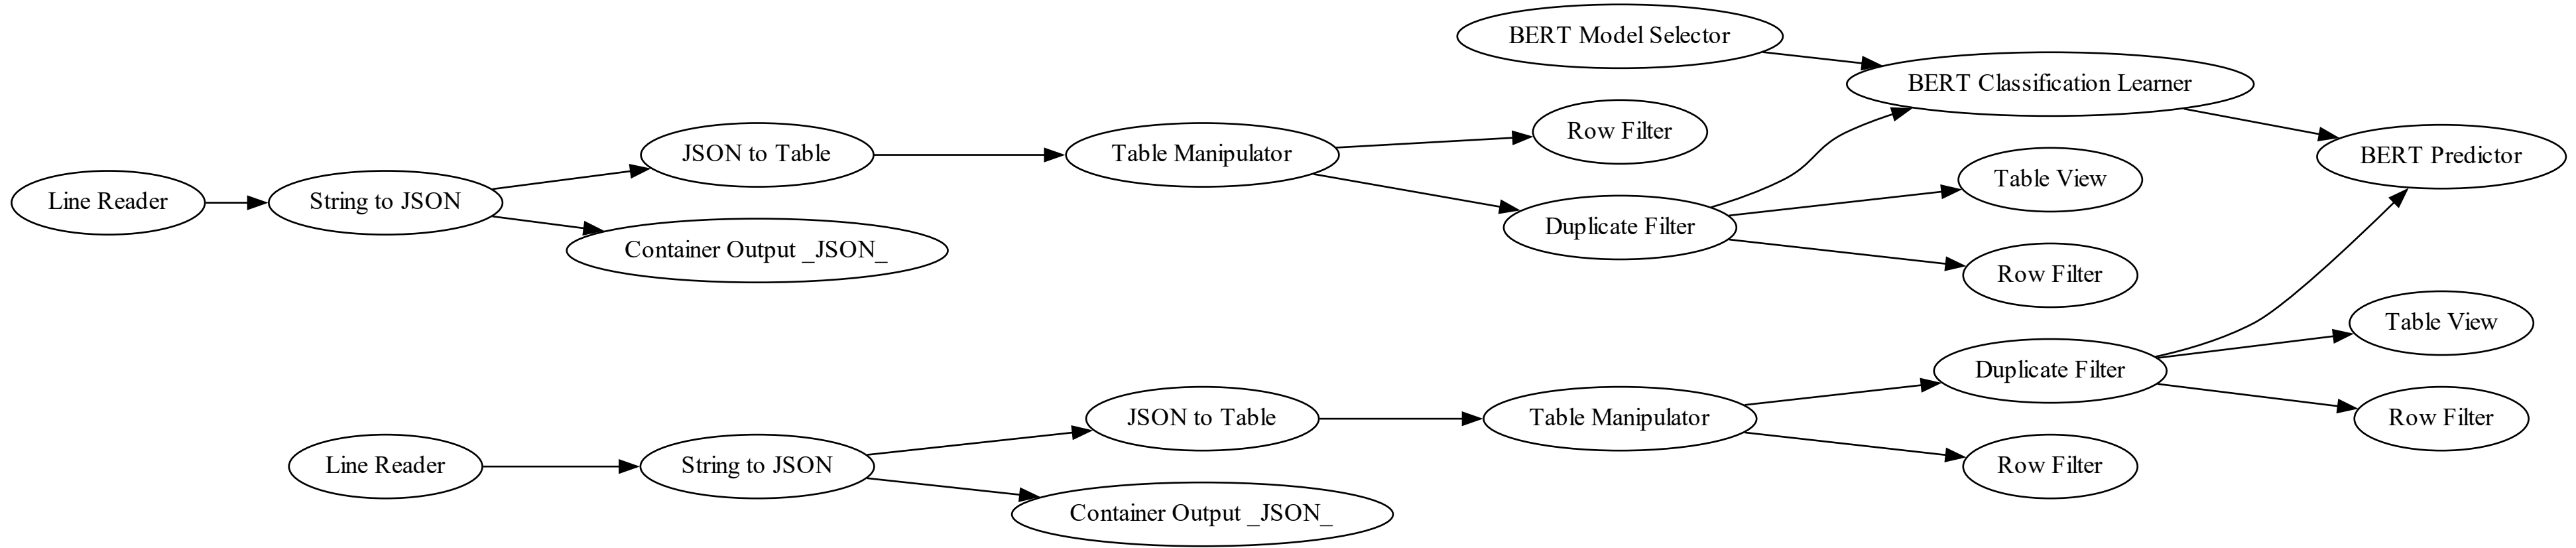 BERT Model Selector
BERT Classification Learner
Row Filter
JSON to Table
Table Manipulator
BERT Predictor
Table View
Line Reader
String to JSON
Duplicate Filter
Container Output _JSON_
Row Filter
Table View
Duplicate Filter
JSON to Table
Table Manipulator
Row Filter
Line Reader
String to JSON
Row Filter
Container Output _JSON_